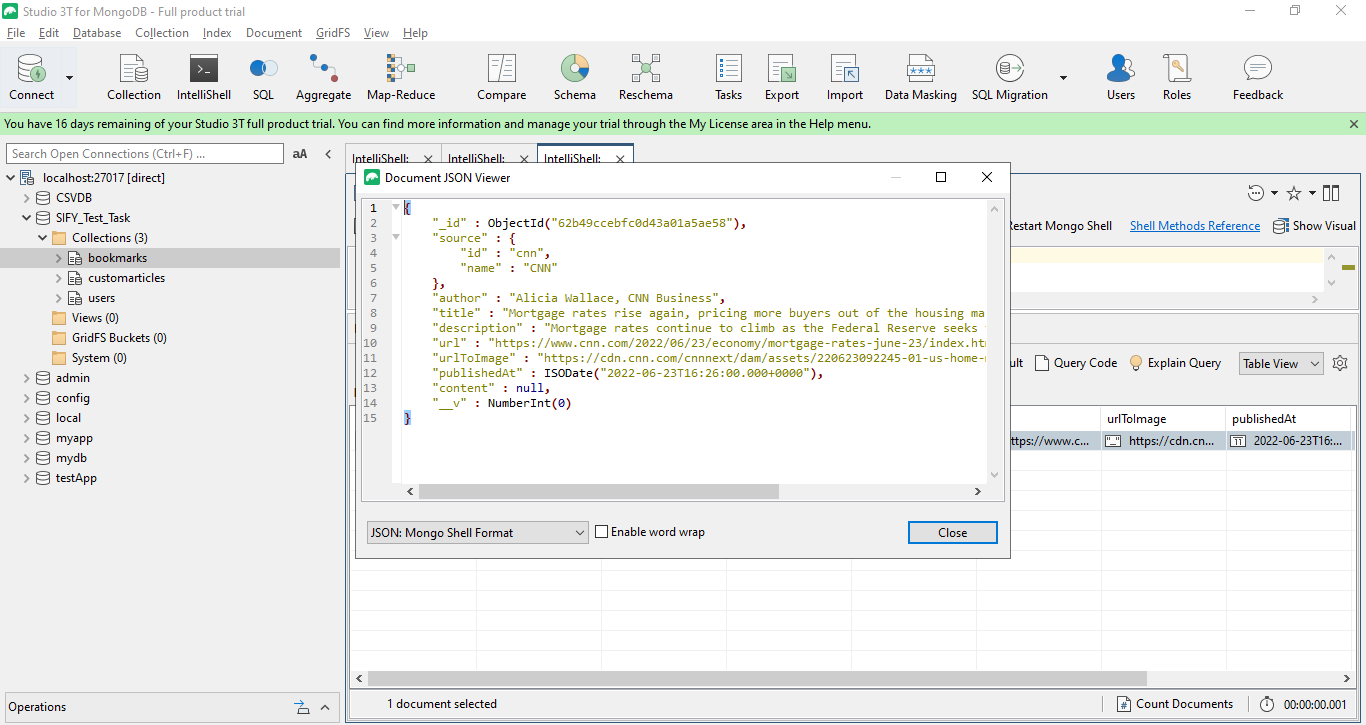 Studio 3T for MongoDB - Full product trial
File Edit Database Collection Index Document GridFS View Help
Connect Collection IntelliShell SQL Aggregate Map-Reduce Compare Schema Reschema Tasks Export Import Data Masking SQL Migration Users Roles Feedback
You have 16 days remaining of your Studio 3T full product trial. You can find more information and manage your trial through the My License area in the Help menu.
Search Open Connections (Ctrl+F) ... aA
localhost:27017 [direct]
CSVDB
SIFY_Test_Task
Collections (3)
bookmarks
customarticles
users
Views (0)
GridFS Buckets (0)
System (0)
admin
config
local
myapp
mydb
testApp
Operations
IntelliShell: IntelliShell: IntelliShell:
Document JSON Viewer
1 {
2 "_id" : ObjectId("62b49ccebfc0d43a01a5ae58"),
3 "source" : {
4 "id" : "cnn",
5 "name" : "CNN"
6 },
7 "author" : "Alicia Wallace, CNN Business",
8 "title" : "Mortgage rates rise again, pricing more buyers out of the housing ma
9 "description" : "Mortgage rates continue to climb as the Federal Reserve seeks
10 "url" : "https://www.cnn.com/2022/06/23/economy/mortgage-rates-june-23/index.ht
11 "urlToImage" : "https://cdn.cnn.com/cnnnext/dam/assets/220623092245-01-us-home-
12 "publishedAt" : ISODate("2022-06-23T16:26:00.000+0000"),
13 "content" : null,
14 "__v" : NumberInt(0)
15 }
JSON: Mongo Shell Format Enable word wrap Close
estart Mongo Shell Shell Methods Reference Show Visual
ult Query Code Explain Query Table View
urlToImage publishedAt
ttps://www.c... https://cdn.cn... 2022-06-23T16:...
1 document selected Count Documents 00:00:00.001